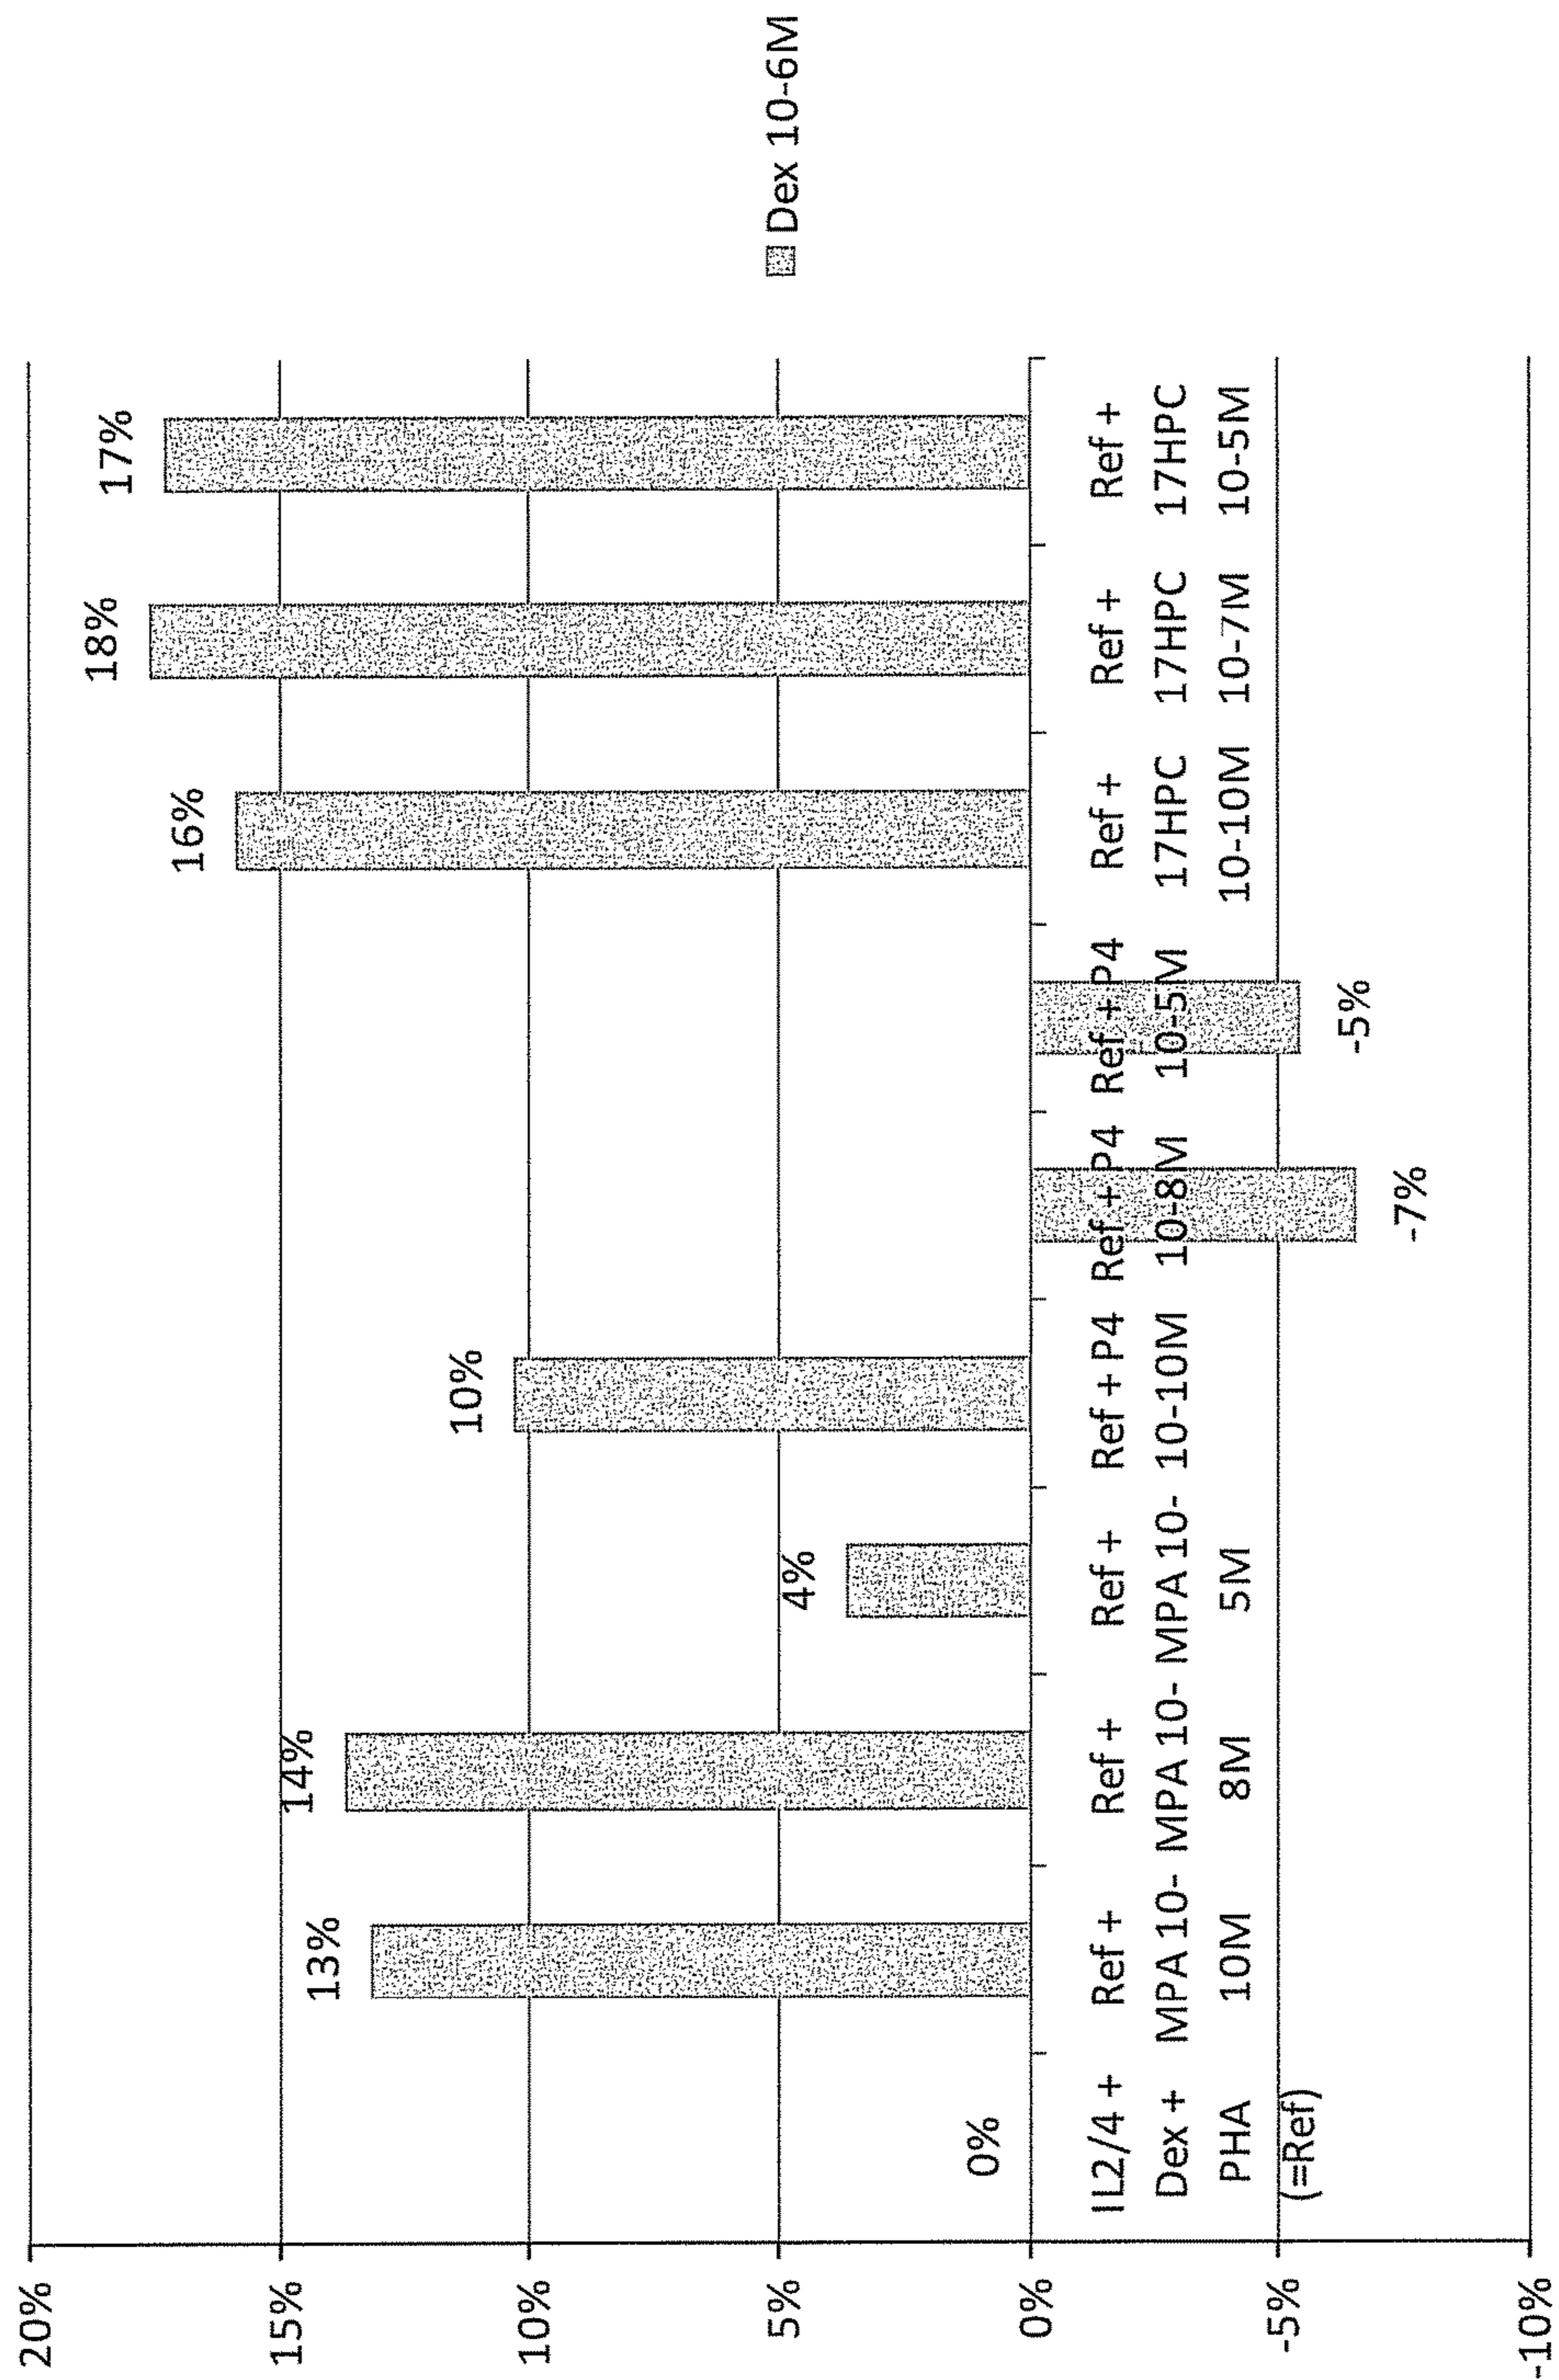 20%
15%
10%
5%
0%
-5%
-10%
0%
13%
14%
4%
10%
-7%
-5%
16%
18%
17%
IL2/4 +
Dex +
PHA
(=Ref)
Ref +
MPA 10-
10M
Ref +
MPA 10-
8M
Ref +
MPA 10-
5M
Ref + P4
10-10M
Ref + P4
10-8M
Ref + P4
10-5M
Ref +
17HPC
10-10M
Ref +
17HPC
10-7M
Ref +
17HPC
10-5M
Dex 10-6M